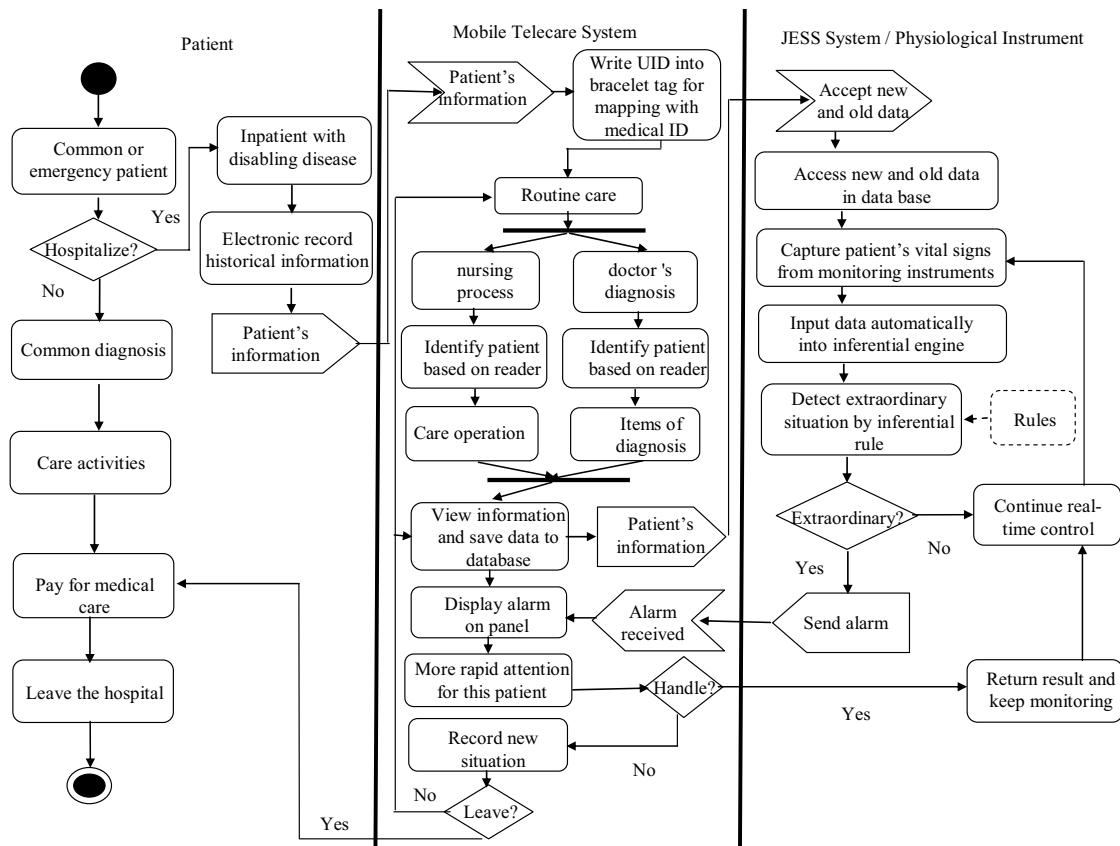 Patient
Common or
emergency patient
Hospitalize?
Yes
No
Inpatient with
disabling disease
Electronic record
historical information
Patient’s
information
Common diagnosis
Care activities
Pay for medical
care
Leave the hospital
Mobile Telecare System
Patient’s
information
Write UID into
bracelet tag for
mapping with
medical ID
Routine care
nursing
process
doctor 's
diagnosis
Identify patient
based on reader
Identify patient
based on reader
Care operation
Items of
diagnosis
View information
and save data to
database
Patient’s
information
Display alarm
on panel
Alarm
received
More rapid attention
for this patient
Handle?
Yes
No
Record new
situation
Leave?
No
Yes
JESS System / Physiological Instrument
Accept new
and old data
Access new and old data
in data base
Capture patient’s vital signs
from monitoring instruments
Input data automatically
into inferential engine
Detect extraordinary
situation by inferential
rule
Rules
Extraordinary?
No
Yes
Continue real-
time control
Send alarm
Return result and
keep monitoring